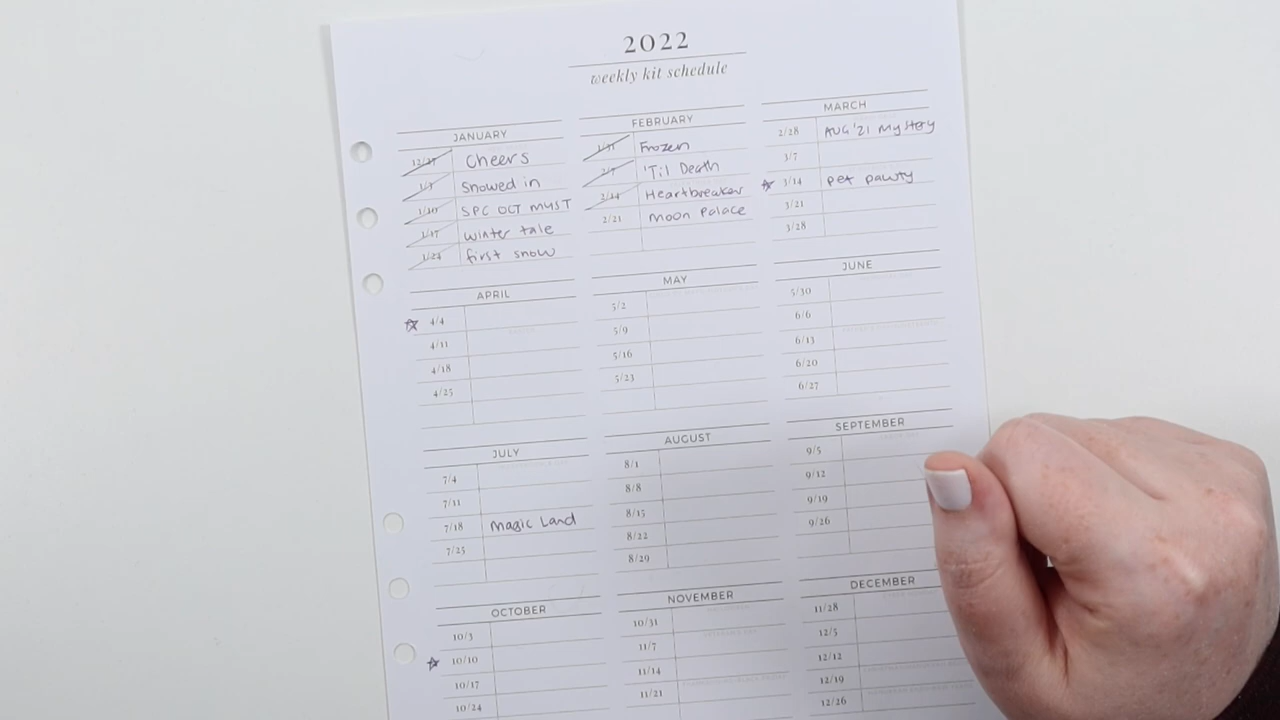 2022
weekly kit schedule
JANUARY
12/27 Cheers
1/3 Snowed in
1/10 SPC OCT MYST
1/17 winter tale
1/24 first snow
FEBRUARY
1/31 Frozen
2/7 'Til Death
2/14 Heartbreaker
2/21 Moon Palace
MARCH
2/28 AUG '21 Mystery
3/7
3/14 pet pawty
3/21
3/28
APRIL
4/4
4/11
4/18
4/25
MAY
5/2
5/9
5/16
5/23
JUNE
5/30
6/6
6/13
6/20
6/27
JULY
7/4
7/11
7/18 Magic Land
7/25
AUGUST
8/1
8/8
8/15
8/22
8/29
SEPTEMBER
9/5
9/12
9/19
9/26
OCTOBER
10/3
10/10
10/17
10/24
NOVEMBER
10/31
11/7
11/14
11/21
DECEMBER
11/28
12/5
12/12
12/19
12/26